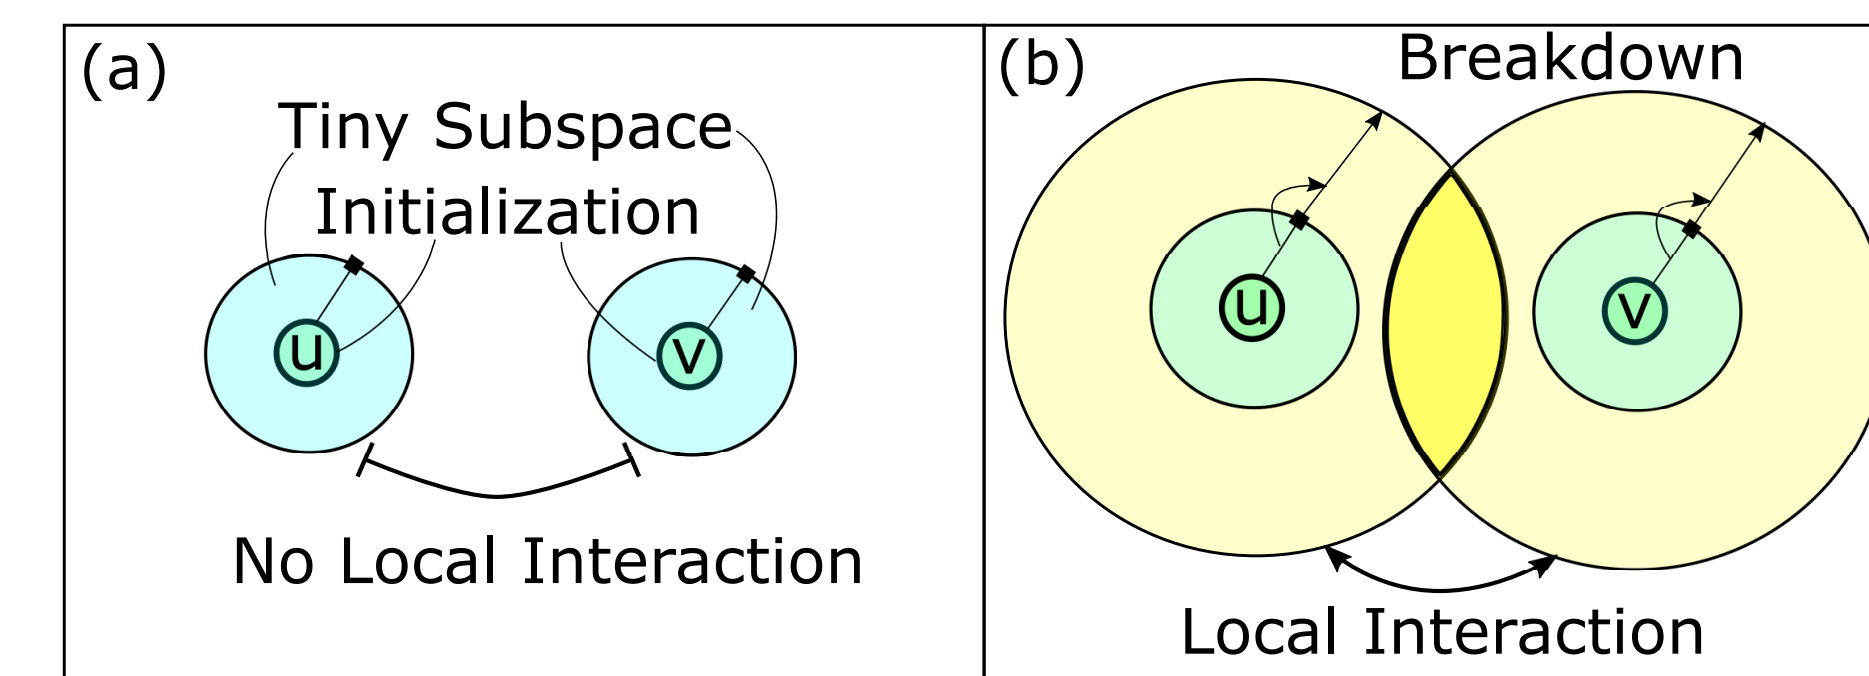 (a)
Tiny Subspace
Initialization
u
v
No Local Interaction
(b)
Breakdown
u
v
Local Interaction